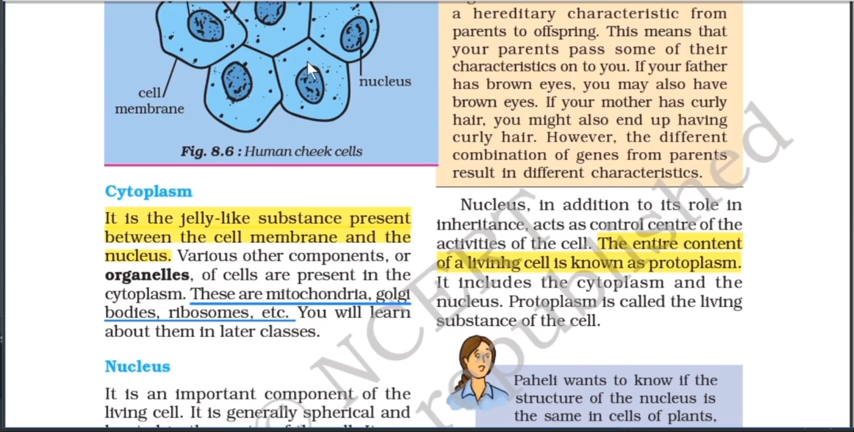 a hereditary characteristic from
parents to offspring. This means that
your parents pass some of their
characteristics on to you. If your father
has brown eyes, you may also have
brown eyes. If your mother has curly
hair, you might also end up having
curly hair. However, the different
combination of genes from parents
result in different characteristics.
nucleus
cell
membrane
Fig. 8.6 : Human cheek cells
Cytoplasm
It is the jelly-like substance present
between the cell membrane and the
nucleus. Various other components, or
organelles, of cells are present in the
cytoplasm. These are mitochondria, golgi
bodies, ribosomes, etc. You will learn
about them in later classes.
Nucleus
It is an important component of the
living cell. It is generally spherical and
Nucleus, in addition to its role in
inheritance, acts as control centre of the
activities of the cell. The entire content
of a living cell is known as protoplasm.
It includes the cytoplasm and the
nucleus. Protoplasm is called the living
substance of the cell.
Paheli wants to know if the
structure of the nucleus is
the same in cells of plants,
© NCERT
republished